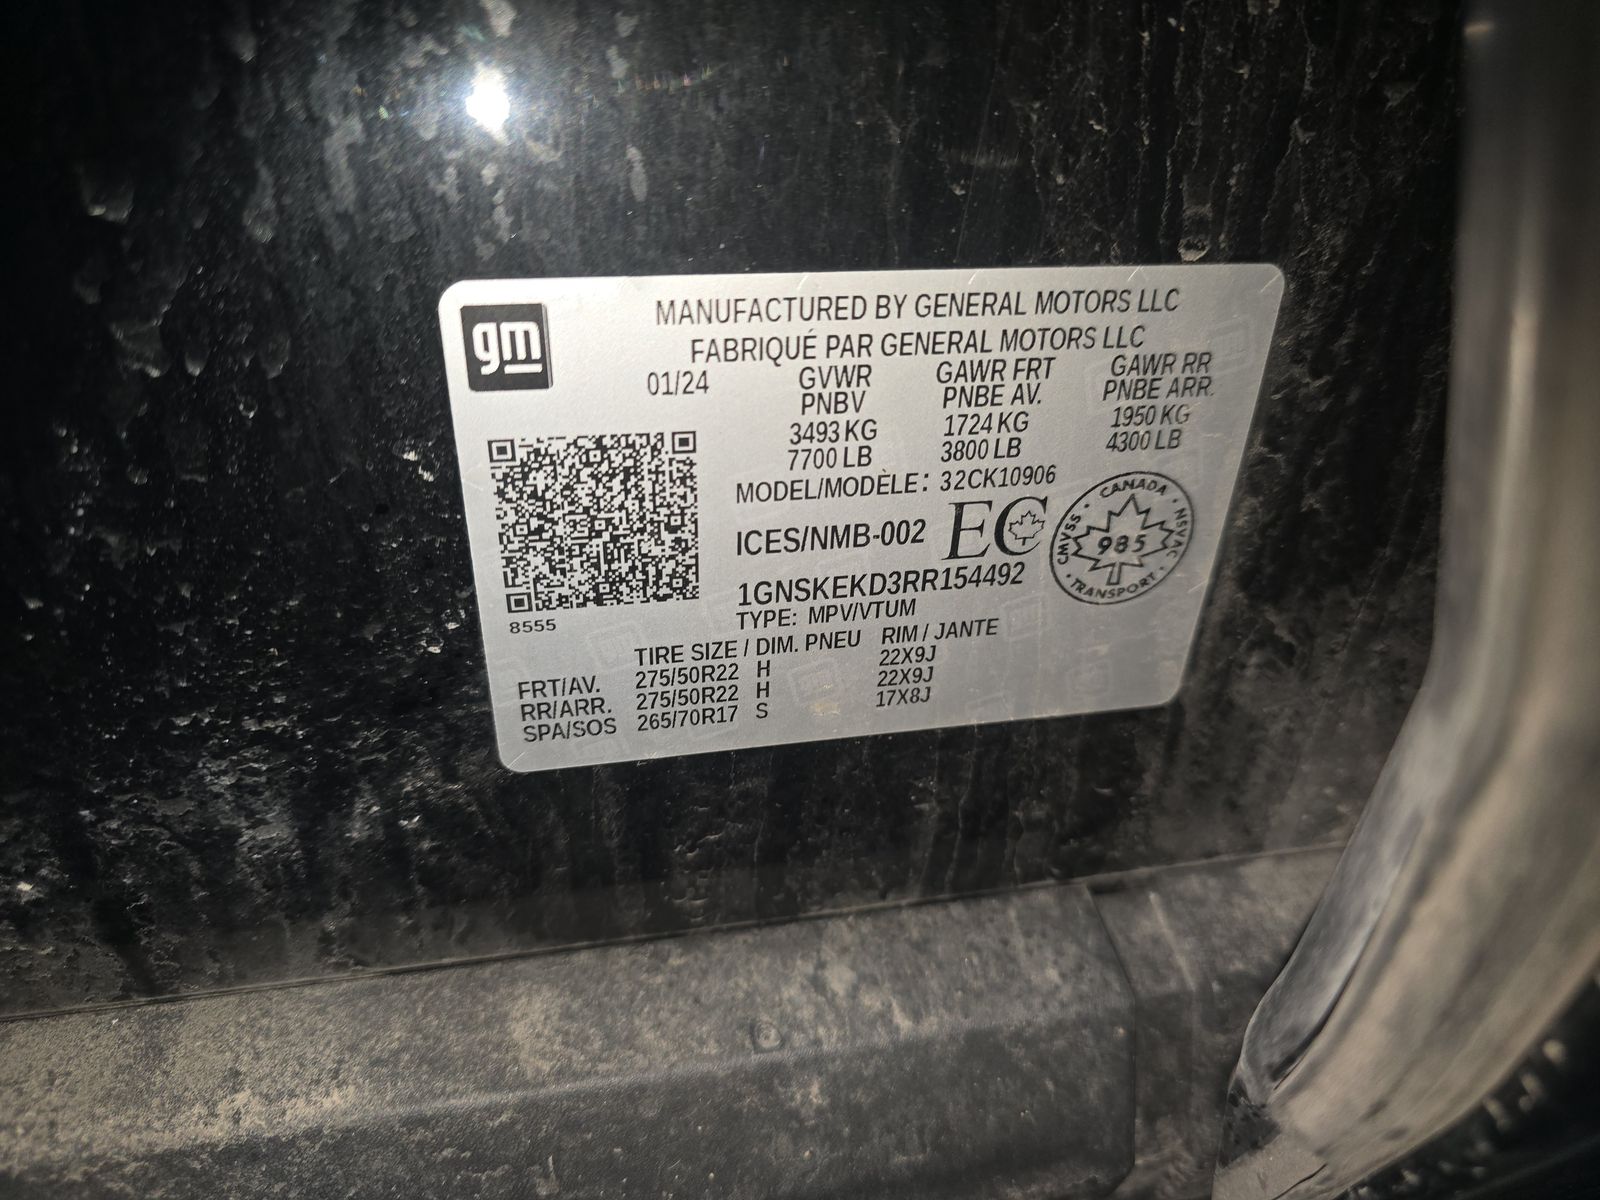 gm
MANUFACTURED BY GENERAL MOTORS LLC
FABRIQUÉ PAR GENERAL MOTORS LLC
01/24 GVWR GAWR FRT GAWR RR
PNBV PNBE AV. PNBE ARR.
3493 KG 1724 KG 1950 KG
7700 LB 3800 LB 4300 LB
MODEL/MODÈLE: 32CK10906
ICES/NMB-002 EC
CANADA · NSVAC · TRANSPORT · CMVSS ·
985
1GNSKEKD3RR154492
TYPE: MPV/VTUM
8555
TIRE SIZE / DIM. PNEU RIM / JANTE
FRT/AV. 275/50R22 H 22X9J
RR/ARR. 275/50R22 H 22X9J
SPA/SOS 265/70R17 S 17X8J